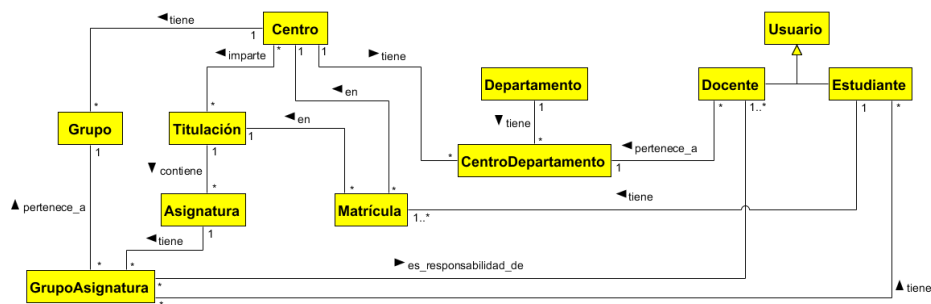 tiene
Centro
Usuario
1
*
1
1
imparte
tiene
Departamento
Docente
Estudiante
en
1
*
1..*
1
*
*
*
tiene
Grupo
Titulación
1
en
1
1
*
pertenece_a
CentroDepartamento
*
1
contiene
*
*
*
tiene
pertenece_a
Asignatura
Matrícula
1..*
1
tiene
*
*
es_responsabilidad_de
GrupoAsignatura
*
tiene
*